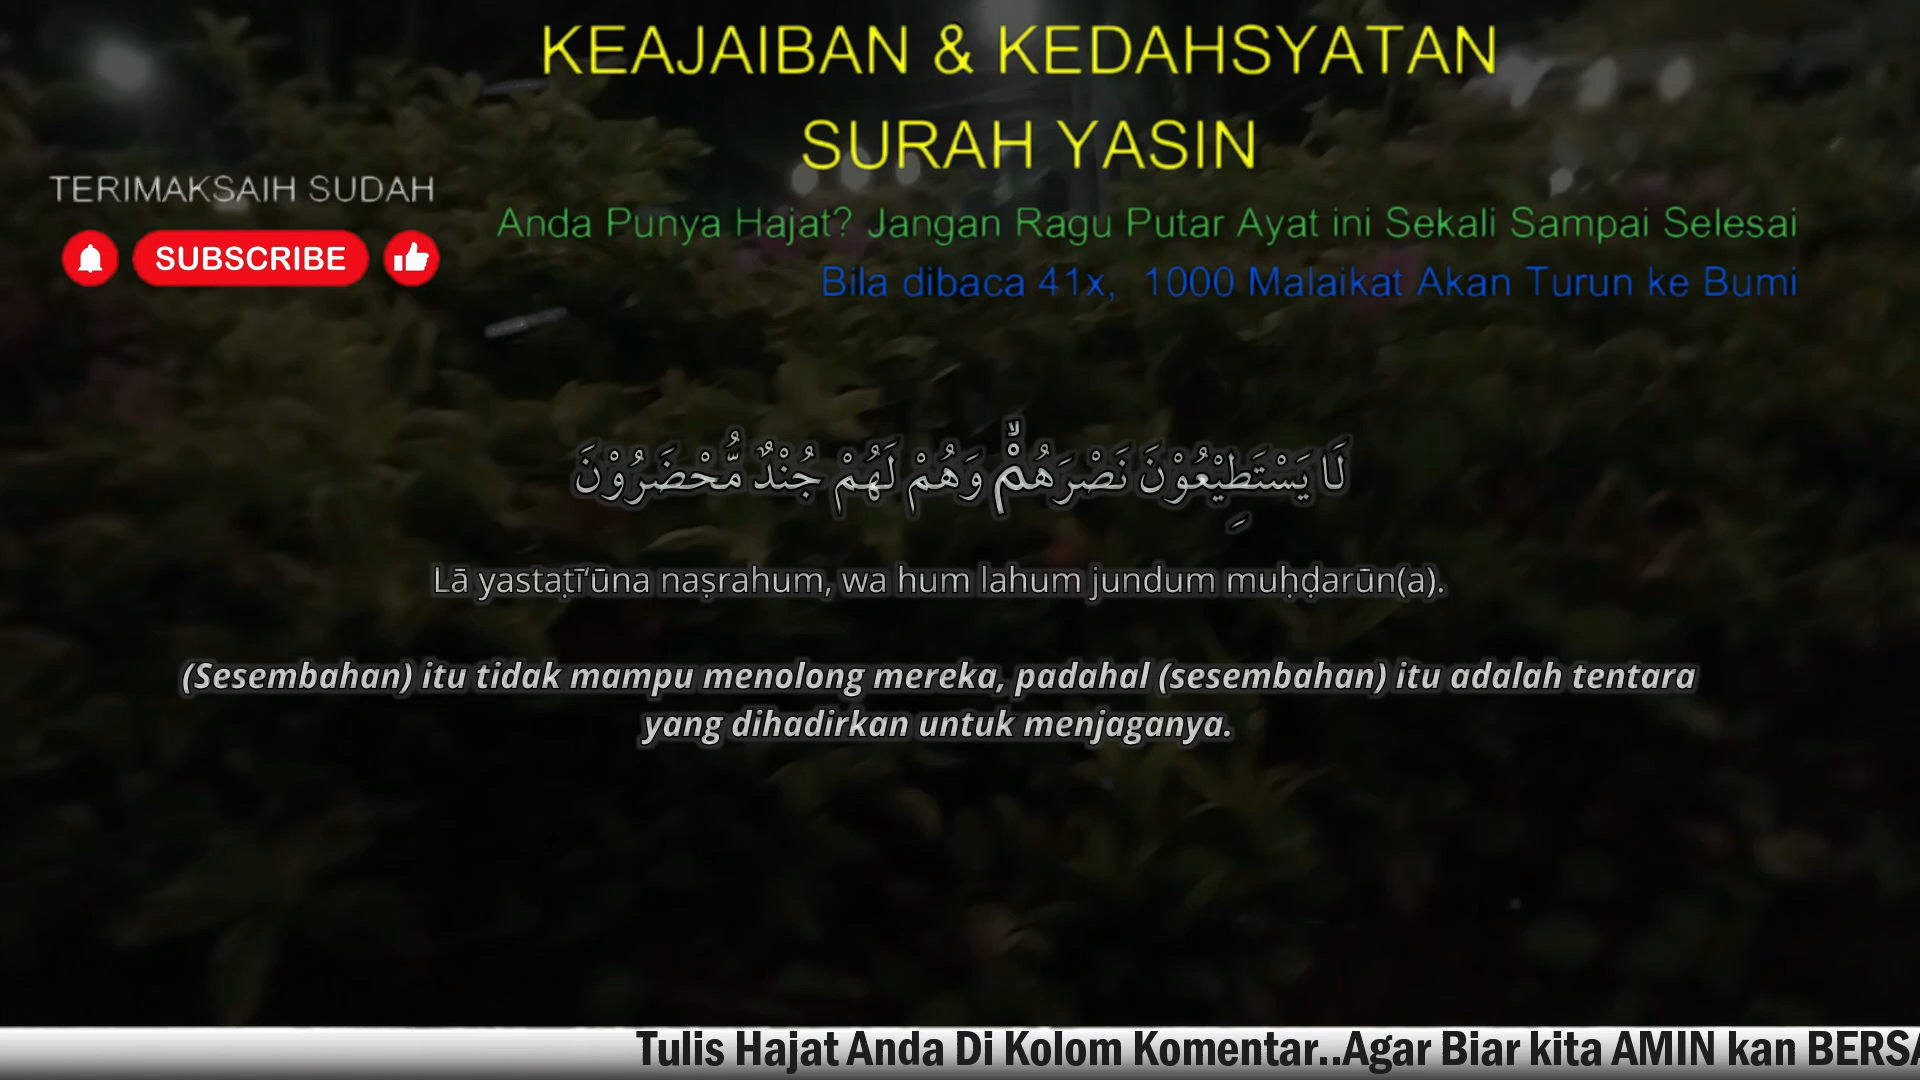 KEAJAIBAN & KEDAHSYATAN
SURAH YASIN
TERIMAKSAIH SUDAH
SUBSCRIBE
Anda Punya Hajat? Jangan Ragu Putar Ayat ini Sekali Sampai Selesai
Bila dibaca 41x, 1000 Malaikat Akan Turun ke Bumi
لَا يَسْتَطِيْعُوْنَ نَصْرَهُمْۙ وَهُمْ لَهُمْ جُنْدٌ مُّحْضَرُوْنَ
Lā yastaṭī‘ūna naṣrahum, wa hum lahum jundum muḥḍarūn(a).
(Sesembahan) itu tidak mampu menolong mereka, padahal (sesembahan) itu adalah tentara
yang dihadirkan untuk menjaganya.
Tulis Hajat Anda Di Kolom Komentar..Agar Biar kita AMIN kan BERSA